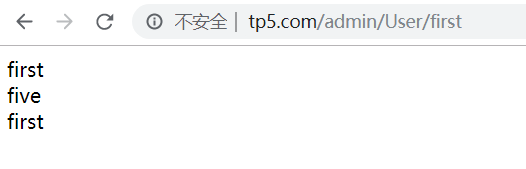 不安全 | tp5.com/admin/User/first
first
five
first